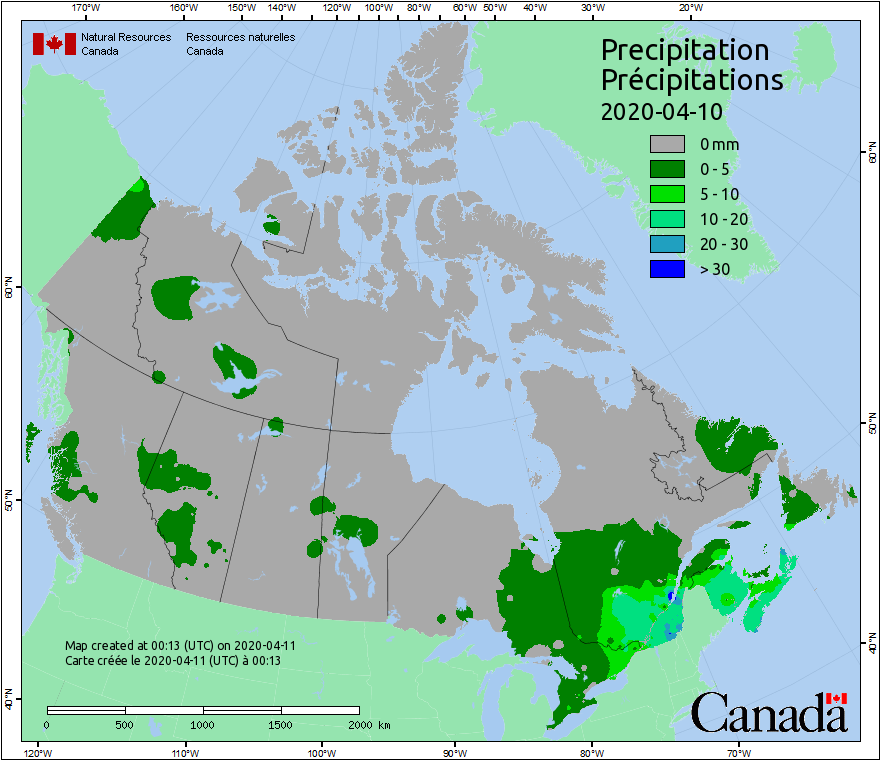 170°W 160°W 150°W 140°W 120°W 100°W 80°W 60°W 50°W 40°W 30°W 20°W
Natural Resources Ressources naturelles
Canada Canada
Precipitation
Précipitations
2020-04-10
0 mm
0 - 5
5 - 10
10 - 20
20 - 30
> 30
60°N
60°N
50°N
50°N
40°N
40°N
Map created at 00:13 (UTC) on 2020-04-11
Carte créée le 2020-04-11 (UTC) à 00:13
0 500 1000 1500 2000 km
Canada
120°W 110°W 100°W 90°W 80°W 70°W